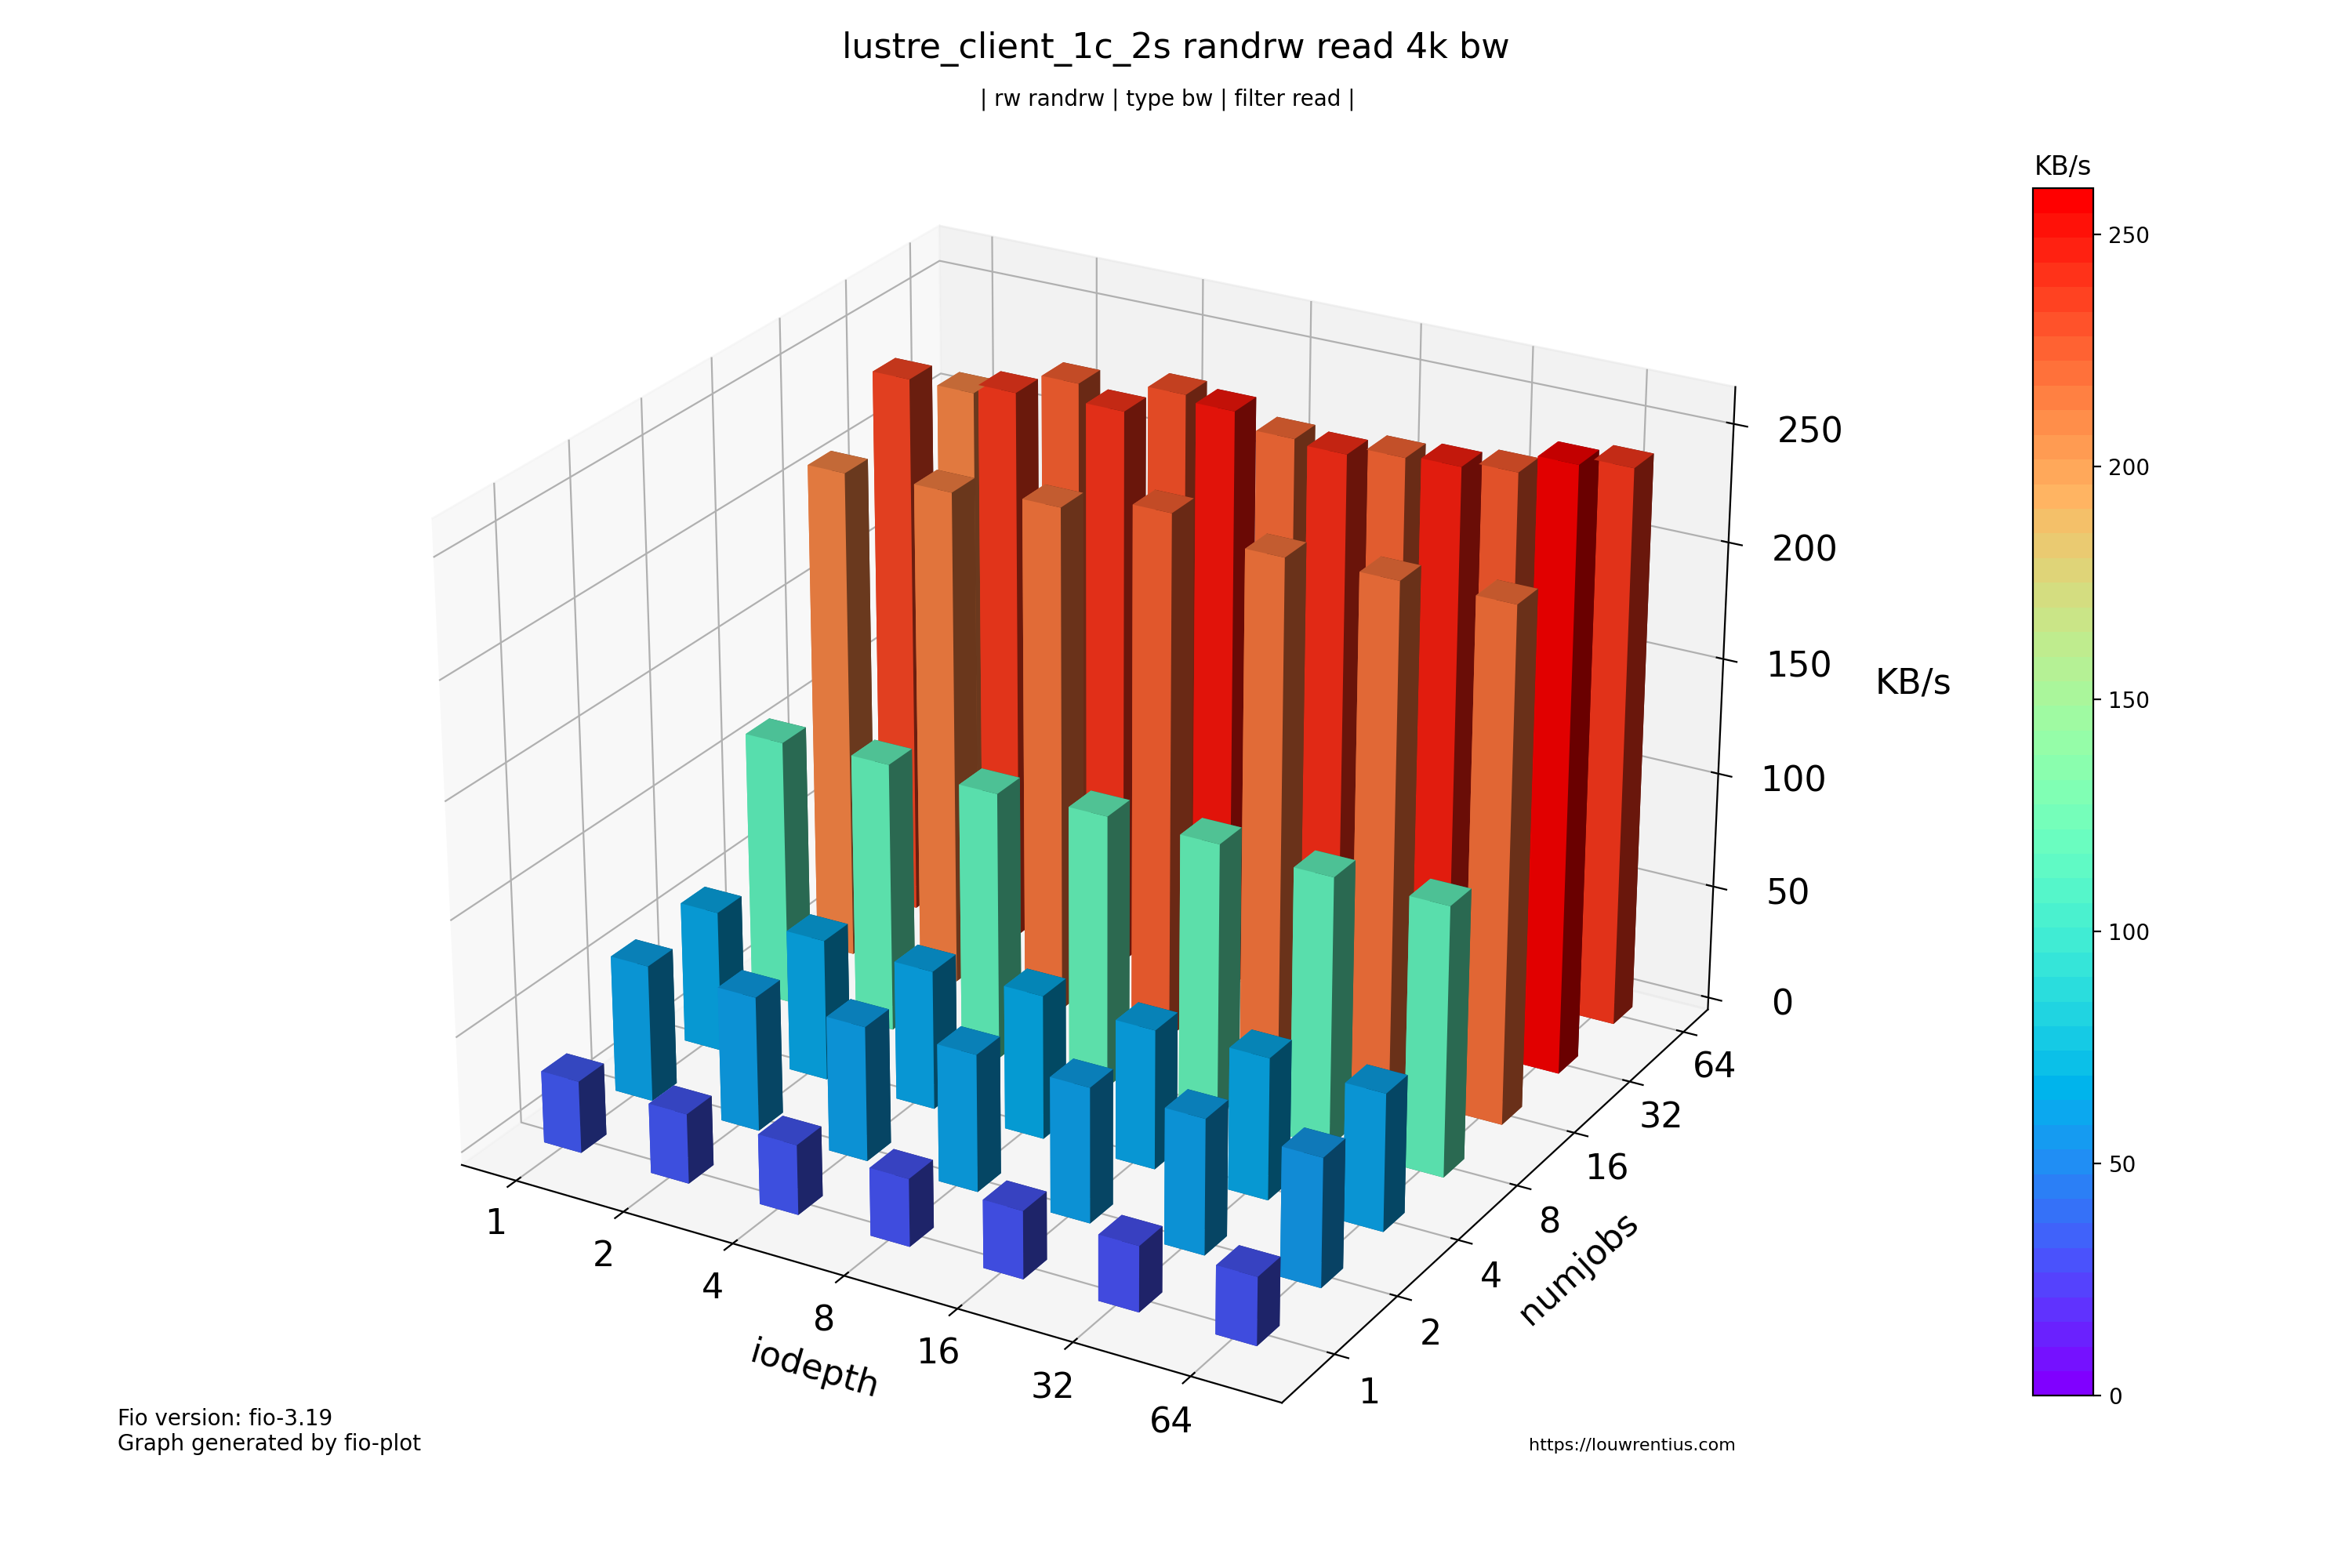 lustre_client_1c_2s randrw read 4k bw
| rw randrw | type bw | filter read |
KB/s
250
200
150
100
50
0
250
200
150
100
50
0
KB/s
64
32
16
8
4
2
1
numjobs
1
2
4
8
16
32
64
iodepth
Fio version: fio-3.19
Graph generated by fio-plot
https://louwrentius.com